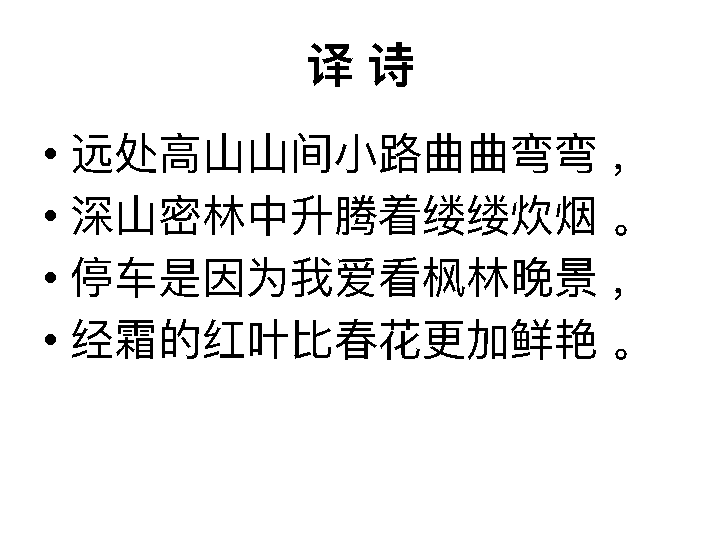 译 诗
• 远处高山山间小路曲曲弯弯，
• 深山密林中升腾着缕缕炊烟 。
• 停车是因为我爱看枫林晚景，
• 经霜的红叶比春花更加鲜艳 。